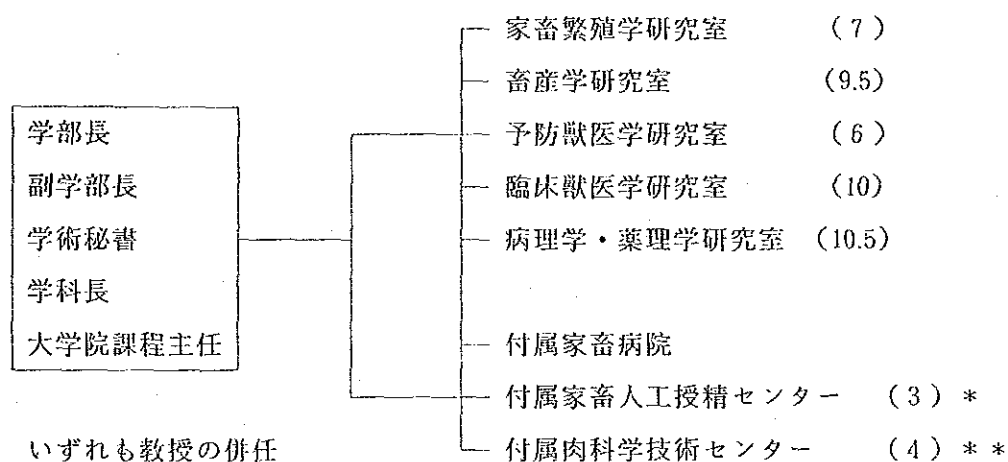 家畜繁殖学研究室 (7)
畜産学研究室 (9.5)
学部長
予防獣医学研究室 (6)
副学部長
臨床獣医学研究室 (10)
学術秘書
病理学・薬理学研究室 (10.5)
学科長
大学院課程主任
付属家畜病院
付属家畜人工授精センター (3) *
いずれも教授の併任
付属肉科学技術センター (4) **